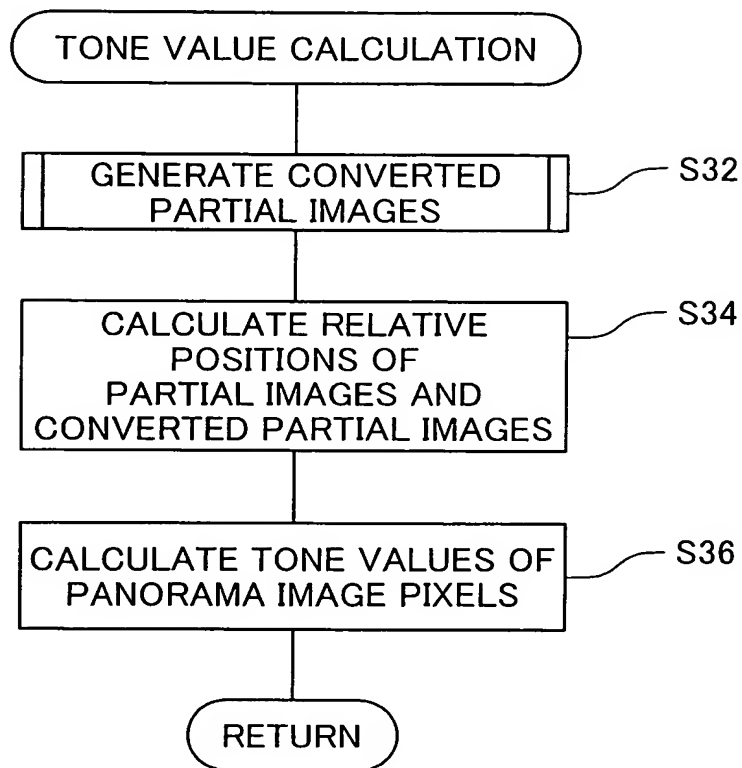 TONE VALUE CALCULATION
GENERATE CONVERTED
PARTIAL IMAGES
S32
CALCULATE RELATIVE
POSITIONS OF
PARTIAL IMAGES AND
CONVERTED PARTIAL IMAGES
S34
CALCULATE TONE VALUES OF
PANORAMA IMAGE PIXELS
S36
RETURN